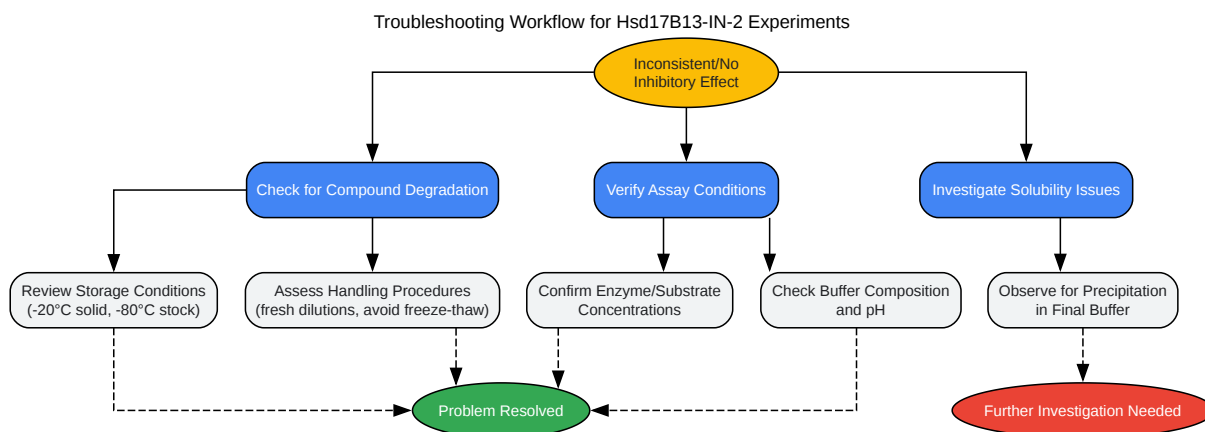 Troubleshooting Workflow for Hsd17B13-IN-2 Experiments
Inconsistent/No
Inhibitory Effect
Check for Compound Degradation
Verify Assay Conditions
Investigate Solubility Issues
Review Storage Conditions
(-20°C solid, -80°C stock)
Assess Handling Procedures
(fresh dilutions, avoid freeze-thaw)
Confirm Enzyme/Substrate
Concentrations
Check Buffer Composition
and pH
Observe for Precipitation
in Final Buffer
Problem Resolved
Further Investigation Needed